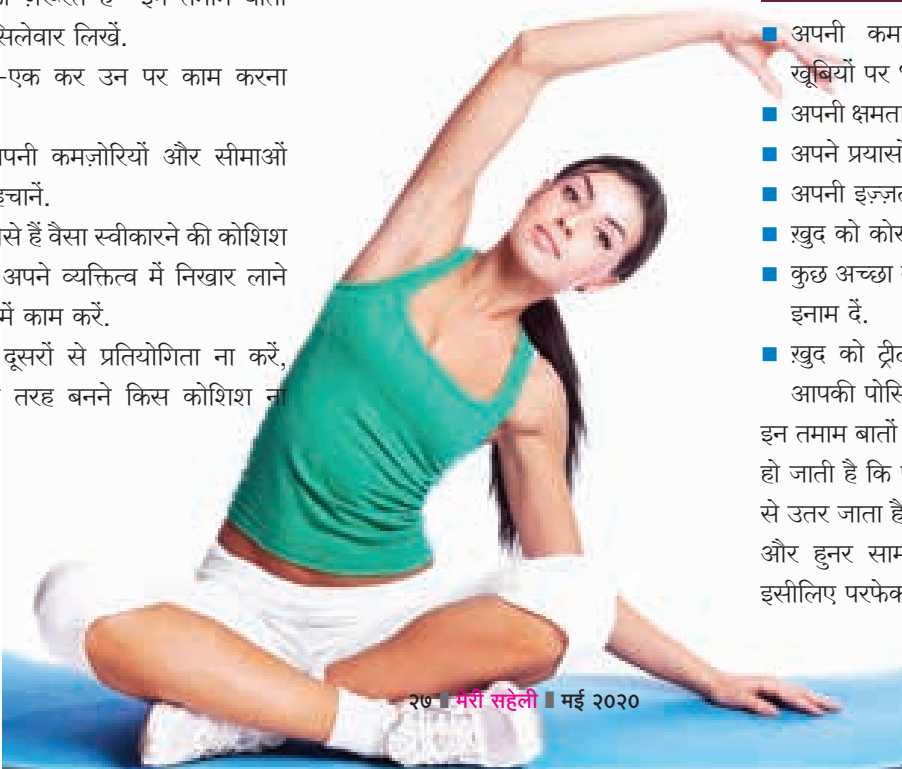 सिलेवार लिखें.
-एक कर उन पर काम करना
कमज़ोरियों और सीमाओं
हैं वैसा स्वीकारने की कोशिश
अपने व्यक्तित्व में निखार लाने
में काम करें.
दूसरों से प्रतियोगिता ना करें,
तरह बनने किस कोशिश ना
अपनी कम
खूबियों पर
अपनी क्षमता
अपने प्रयासों
अपनी इज़्ज़त
ख़ुद को कोस
कुछ अच्छा
इनाम दें.
ख़ुद को ट्रीट
आपकी पोसि
इन तमाम बातों
हो जाती है कि
से उतर जाता है
और हुनर साम
इसीलिए परफेक
२७ मेरी सहेली मई २०२०